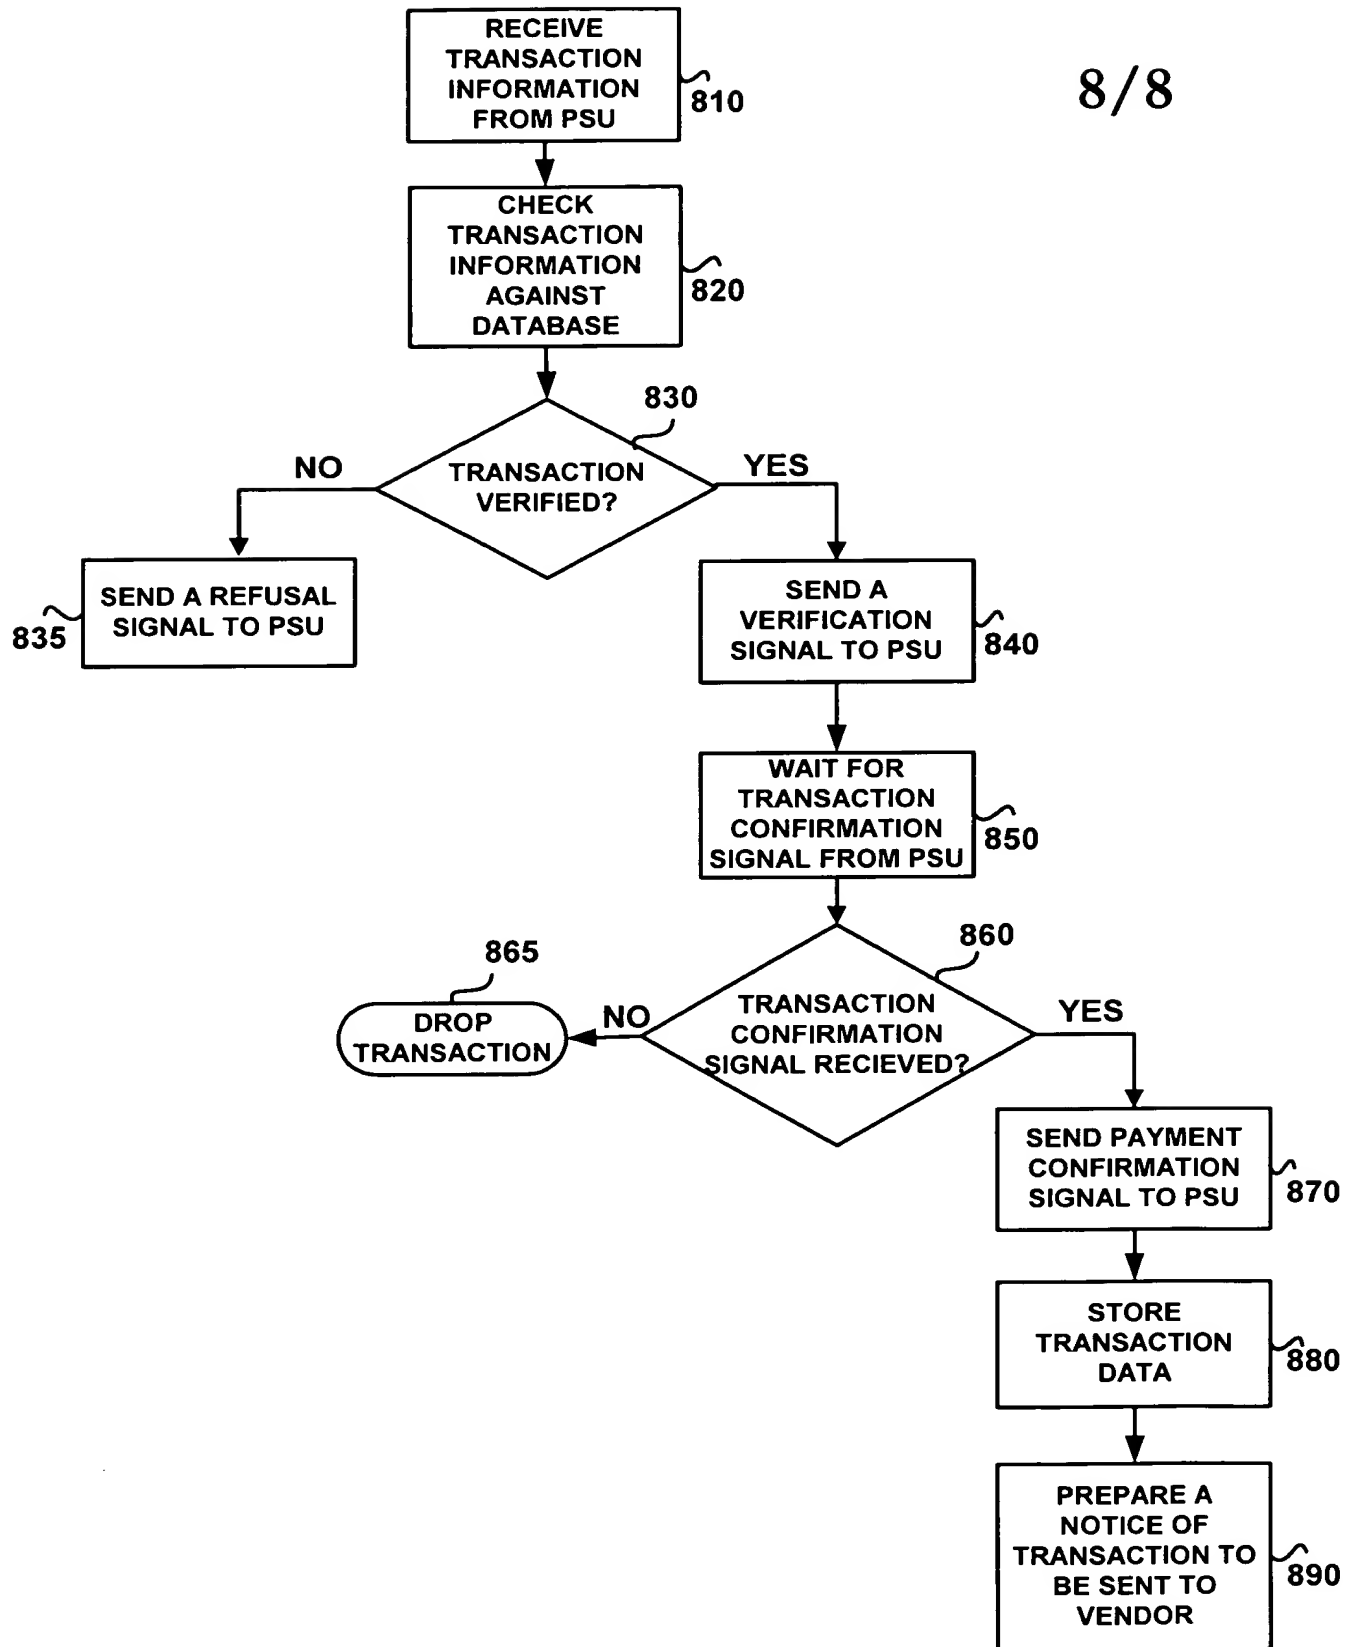 RECEIVE
TRANSACTION
INFORMATION
FROM PSU
810
8/8
CHECK
TRANSACTION
INFORMATION
AGAINST
DATABASE
820
830
NO
TRANSACTION
VERIFIED?
YES
SEND A REFUSAL
SIGNAL TO PSU
835
SEND A
VERIFICATION
SIGNAL TO PSU
840
WAIT FOR
TRANSACTION
CONFIRMATION
SIGNAL FROM PSU
850
860
865
DROP
TRANSACTION
NO
TRANSACTION
CONFIRMATION
SIGNAL RECIEVED?
YES
SEND PAYMENT
CONFIRMATION
SIGNAL TO PSU
870
STORE
TRANSACTION
DATA
880
PREPARE A
NOTICE OF
TRANSACTION TO
BE SENT TO
VENDOR
890